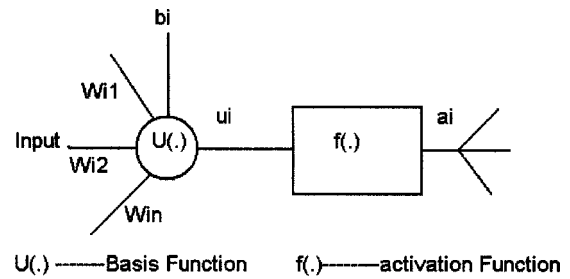 bi
Wi1
ui
ai
Input
U(.)
f(.)
Wi2
Win
U(.) ------Basis Function f(.)------activation Function